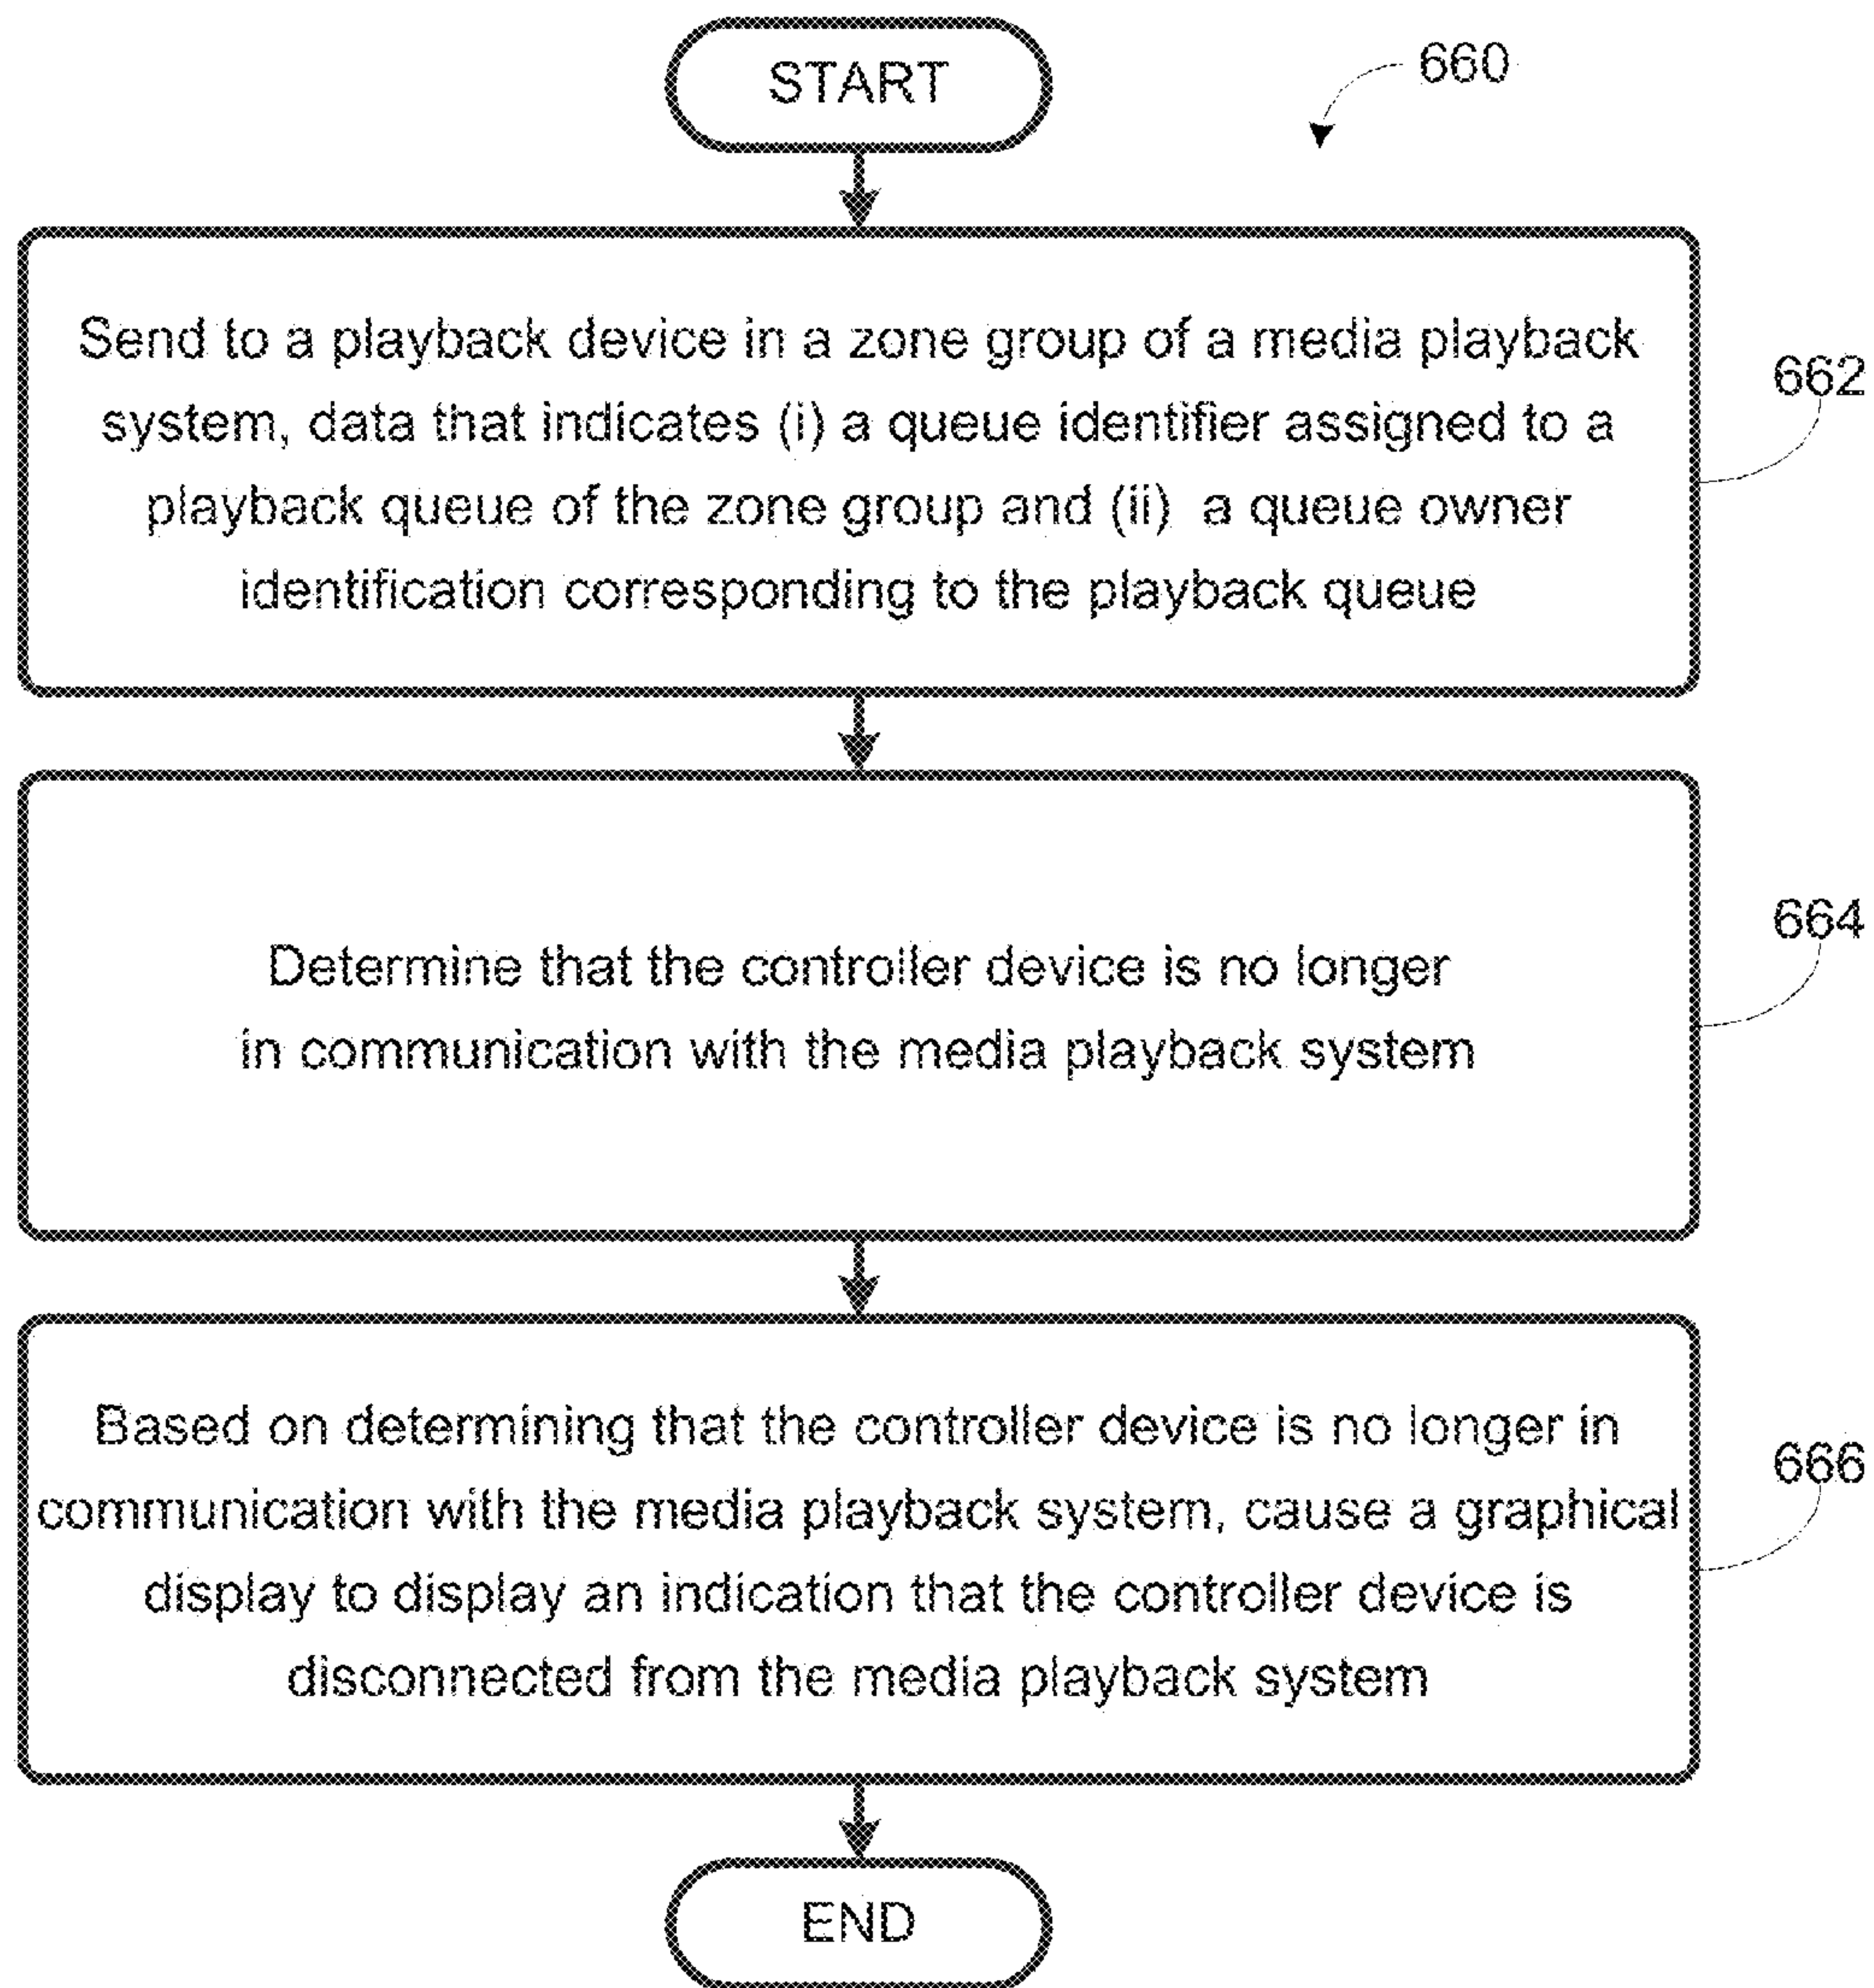 START
660
Send to a playback device in a zone group of a media playback
system, data that indicates (i) a queue identifier assigned to a
playback queue of the zone group and (ii) a queue owner
identification corresponding to the playback queue
662
Determine that the controller device is no longer
in communication with the media playback system
664
Based on determining that the controller device is no longer in
communication with the media playback system, cause a graphical
display to display an indication that the controller device is
disconnected from the media playback system
666
END